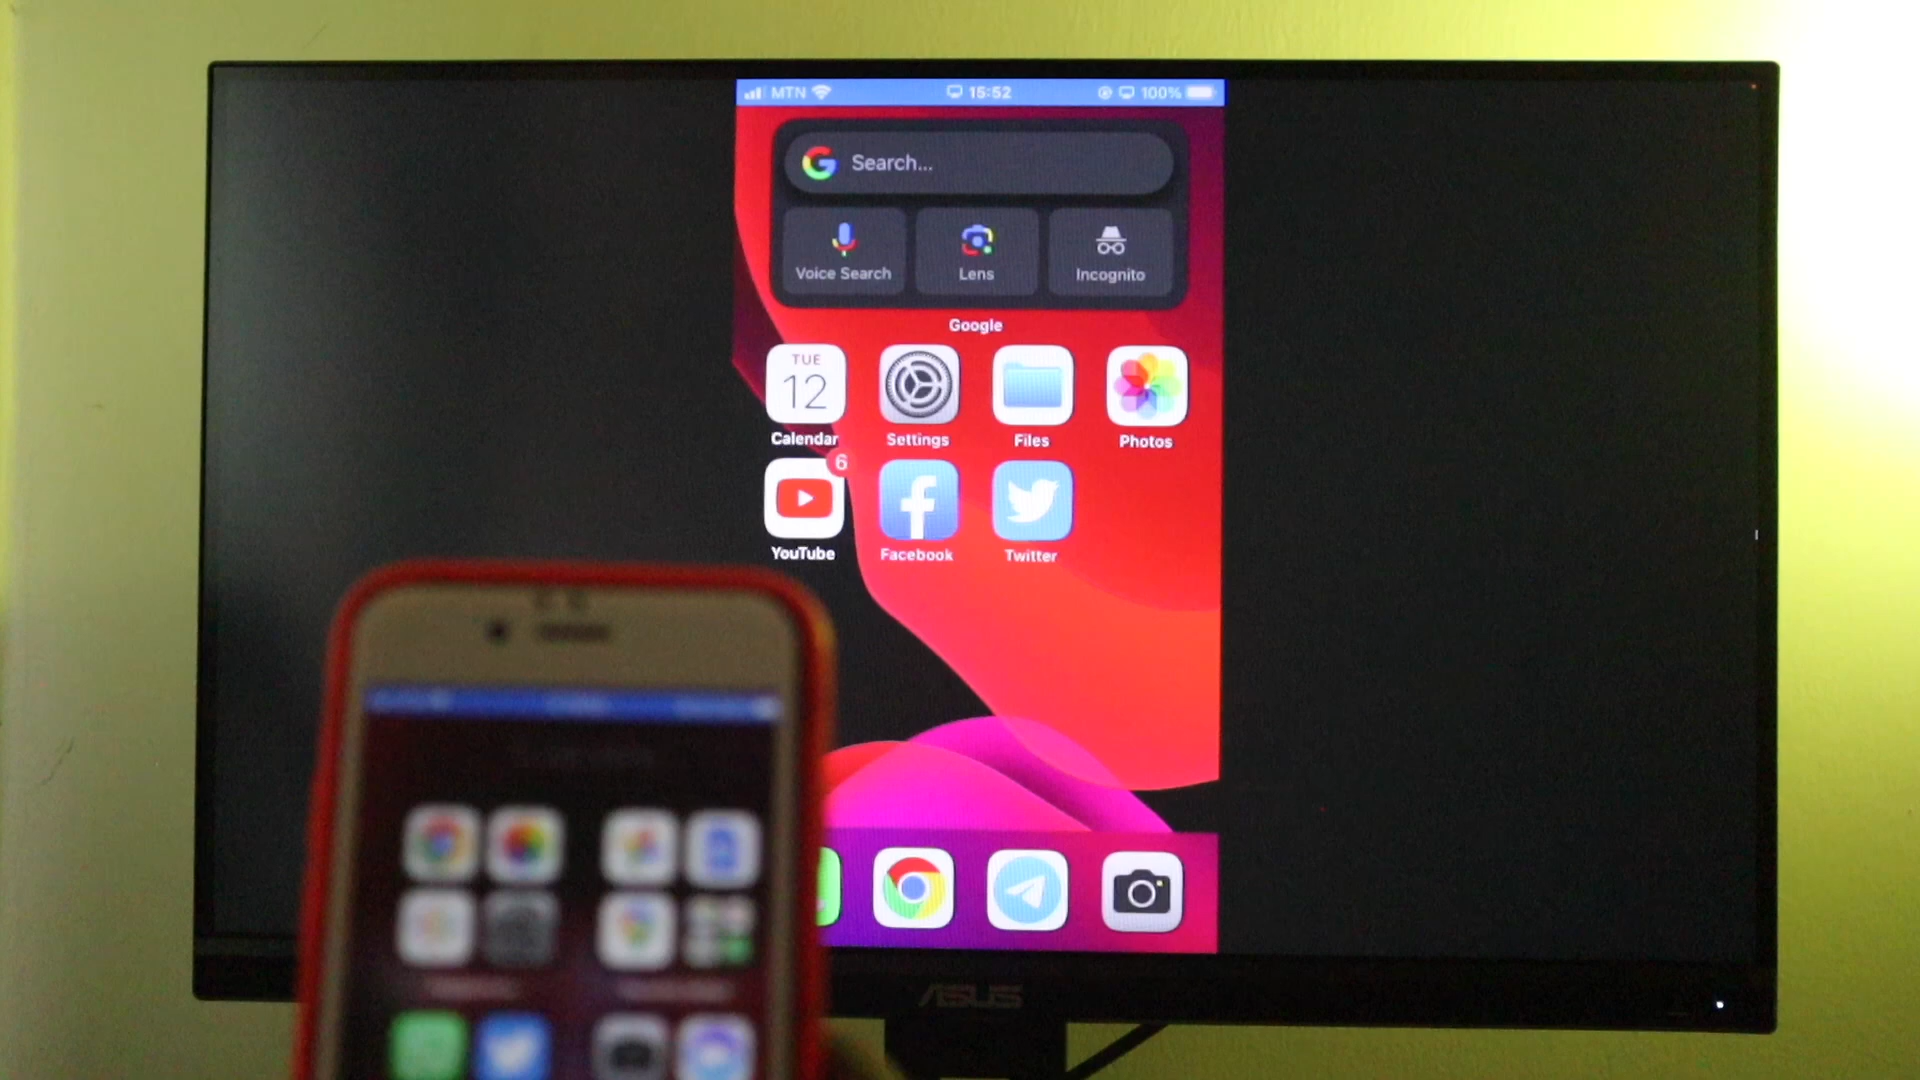 MTN 15:52 100%
Search...
Voice Search Lens Incognito
Google
TUE
12
Calendar Settings Files Photos
6
YouTube Facebook Twitter
ASUS